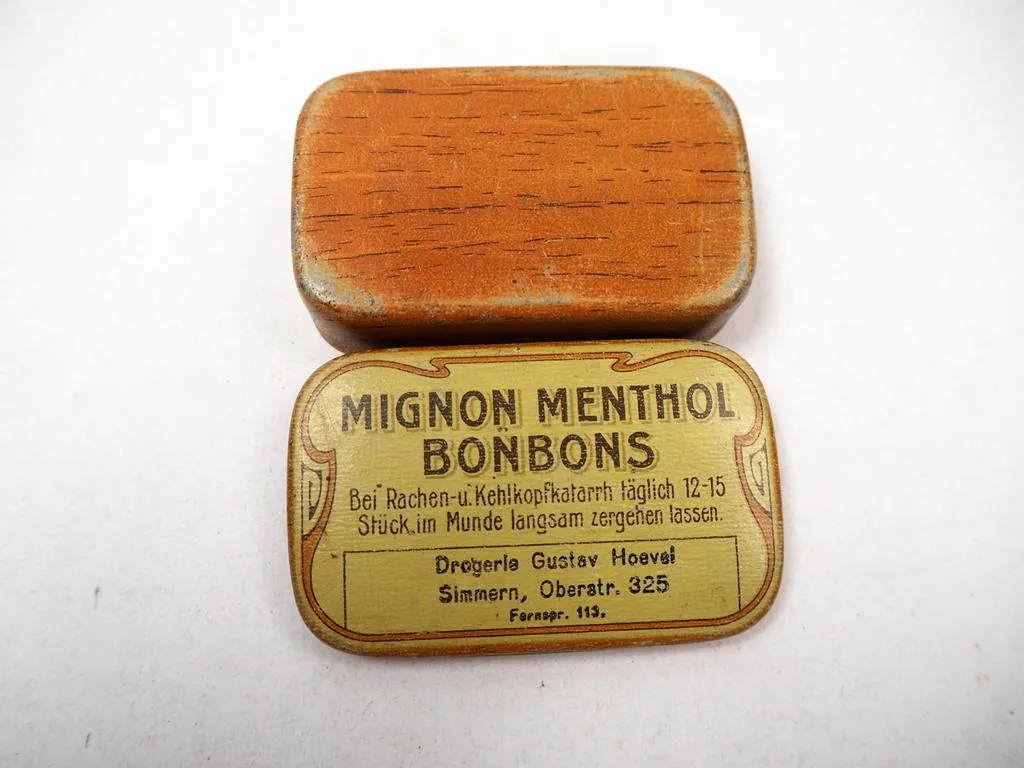 MIGNON MENTHOL
BONBONS
Bei Rachen-u. Kehlkopfkatarrh täglich 12-15
Stück im Munde langsam zergehen lassen.
Drogerie Gustav Hoevel
Simmern, Oberstr. 325
Fernspr. 113.